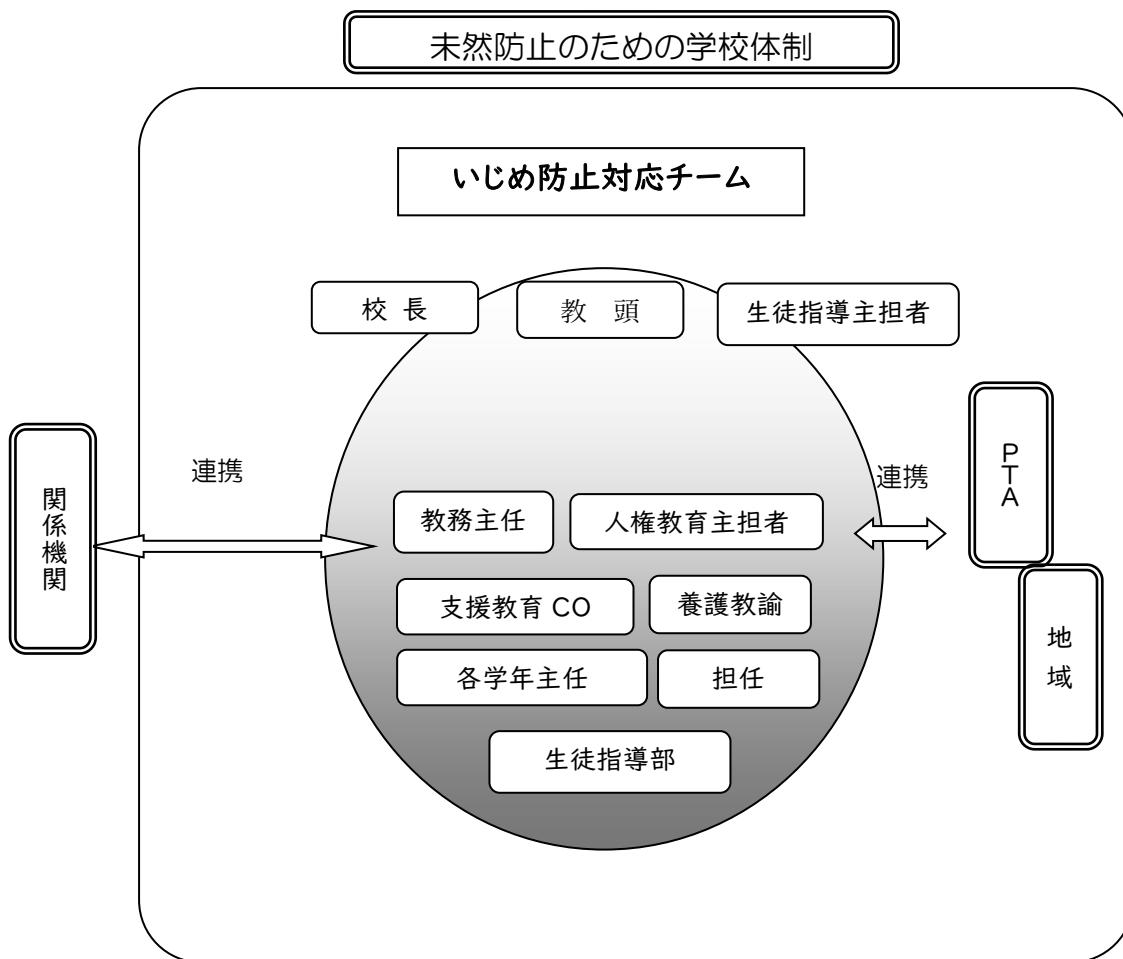 未然防止のための学校体制
いじめ防止対応チーム
校 長
教　頭
生徒指導主担者
連携
関係機関
連携
PTA
地域
教務主任
人権教育主担者
支援教育 CO
養護教諭
各学年主任
担任
生徒指導部